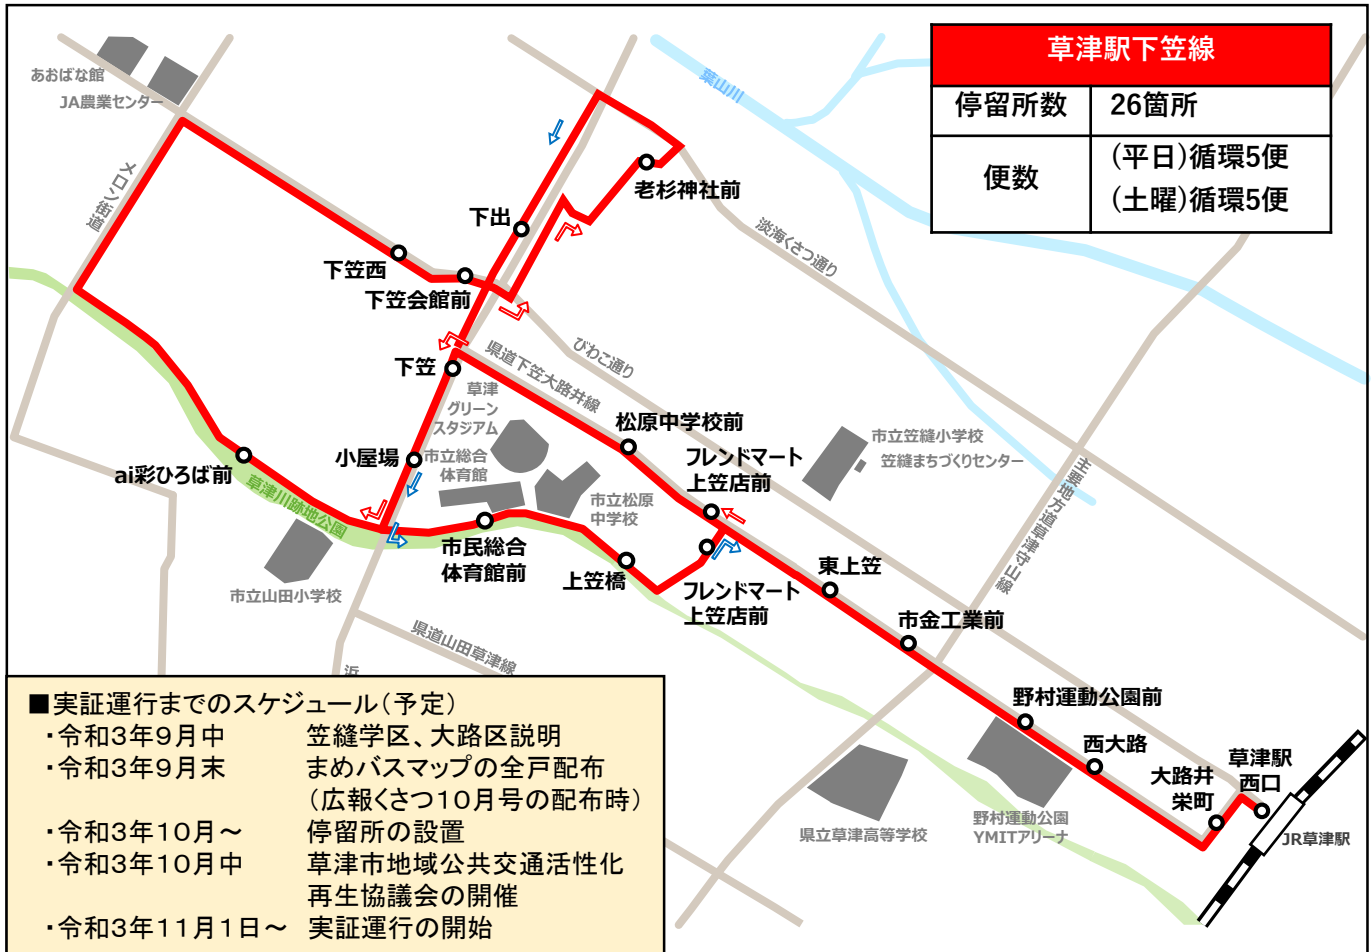 草津駅下笠線
停留所数
26箇所
便数
(平日)循環5便
(土曜)循環5便
あおばな館
JA農業センター
メロン街道
葉山川
淡海くさつ通り
びわこ通り
県道下笠大路井線
主要地方道草津守山線
老杉神社前
下出
下笠西
下笠会館前
下笠
草津
グリーン
スタジアム
松原中学校前
市立笠縫小学校
笠縫まちづくりセンター
フレンドマート
上笠店前
小屋場
市立総合
体育館
ai彩ひろば前
草津川跡地公園
市立松原
中学校
市民総合
体育館前
上笠橋
フレンドマート
上笠店前
東上笠
市金工業前
市立山田小学校
県道山田草津線
浜
野村運動公園前
西大路
大路井
栄町
草津駅
西口
JR草津駅
県立草津高等学校
野村運動公園
YMITアリーナ
■実証運行までのスケジュール(予定)
・令和3年9月中 笠縫学区、大路区説明
・令和3年9月末 まめバスマップの全戸配布
(広報くさつ10月号の配布時)
・令和3年10月～ 停留所の設置
・令和3年10月中 草津市地域公共交通活性化
再生協議会の開催
・令和3年11月1日～ 実証運行の開始